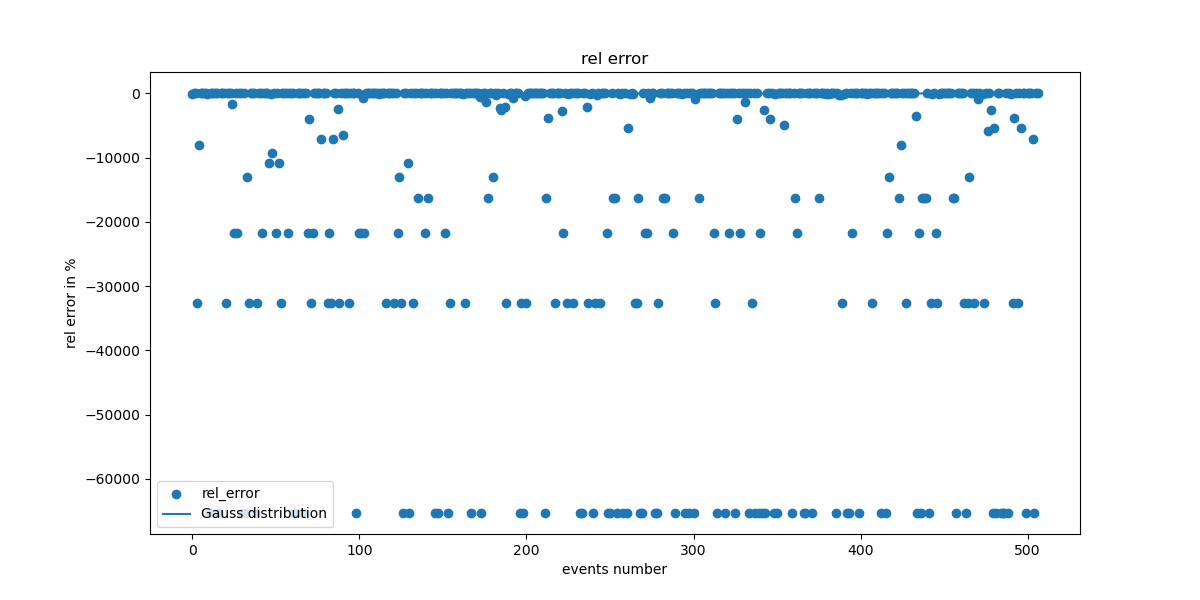 rel error
rel error in %
0
−10000
−20000
−30000
−40000
−50000
−60000
rel_error
Gauss distribution
0 100 200 300 400 500
events number